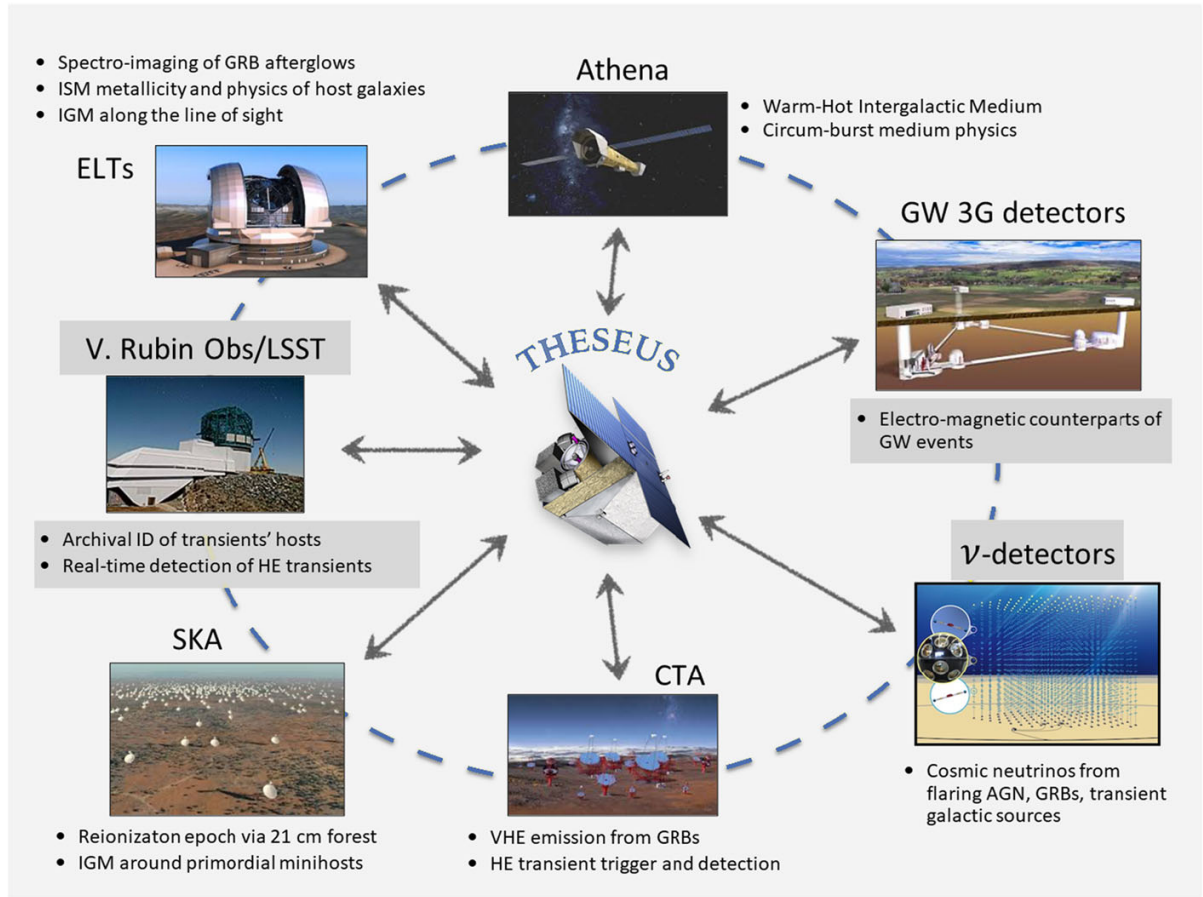 • Spectro-imaging of GRB afterglows
• ISM metallicity and physics of host galaxies
• IGM along the line of sight
ELTs
Athena
• Warm-Hot Intergalactic Medium
• Circum-burst medium physics
GW 3G detectors
• Electro-magnetic counterparts of
GW events
V. Rubin Obs/LSST
• Archival ID of transients’ hosts
• Real-time detection of HE transients
THESEUS
ν-detectors
• Cosmic neutrinos from
flaring AGN, GRBs, transient
galactic sources
SKA
• Reionizaton epoch via 21 cm forest
• IGM around primordial minihosts
CTA
• VHE emission from GRBs
• HE transient trigger and detection